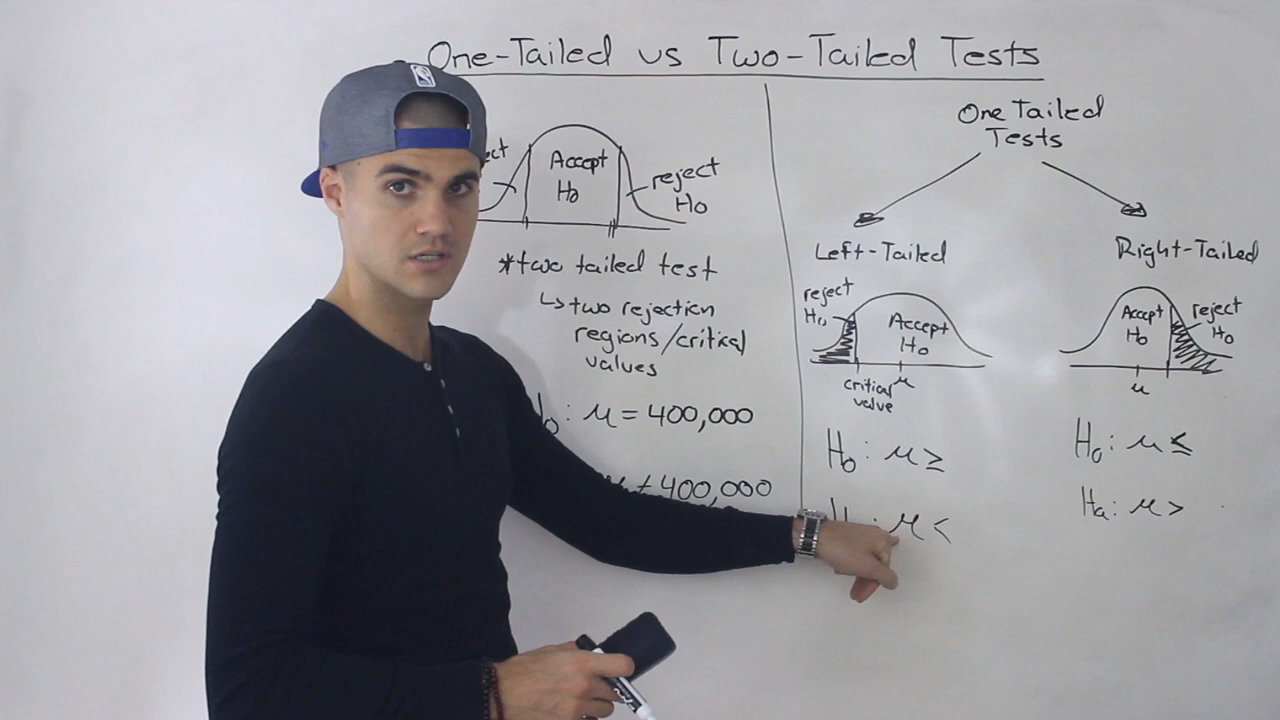 One-Tailed vs Two-Tailed Tests
Accept
H₀
reject
H₀
*two tailed test
↳ two rejection
regions/critical
values
: μ = 400,000
≠ 400,000
One Tailed
Tests
Left-Tailed
reject
H₀
Accept
H₀
critical
value
μ
H₀: μ ≥
: μ <
Right-Tailed
Accept
H₀
reject
H₀
μ
H₀: μ ≤
Ha: μ >